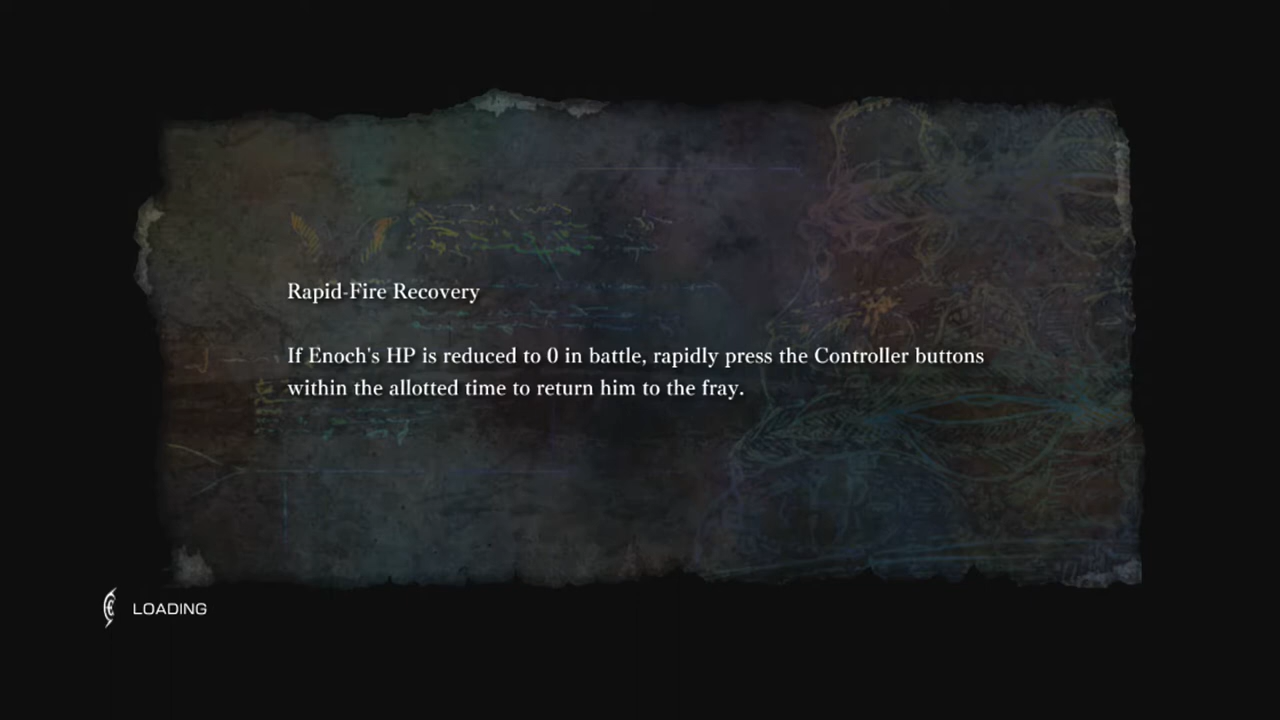 Rapid-Fire Recovery
If Enoch's HP is reduced to 0 in battle, rapidly press the Controller buttons
within the allotted time to return him to the fray.
LOADING